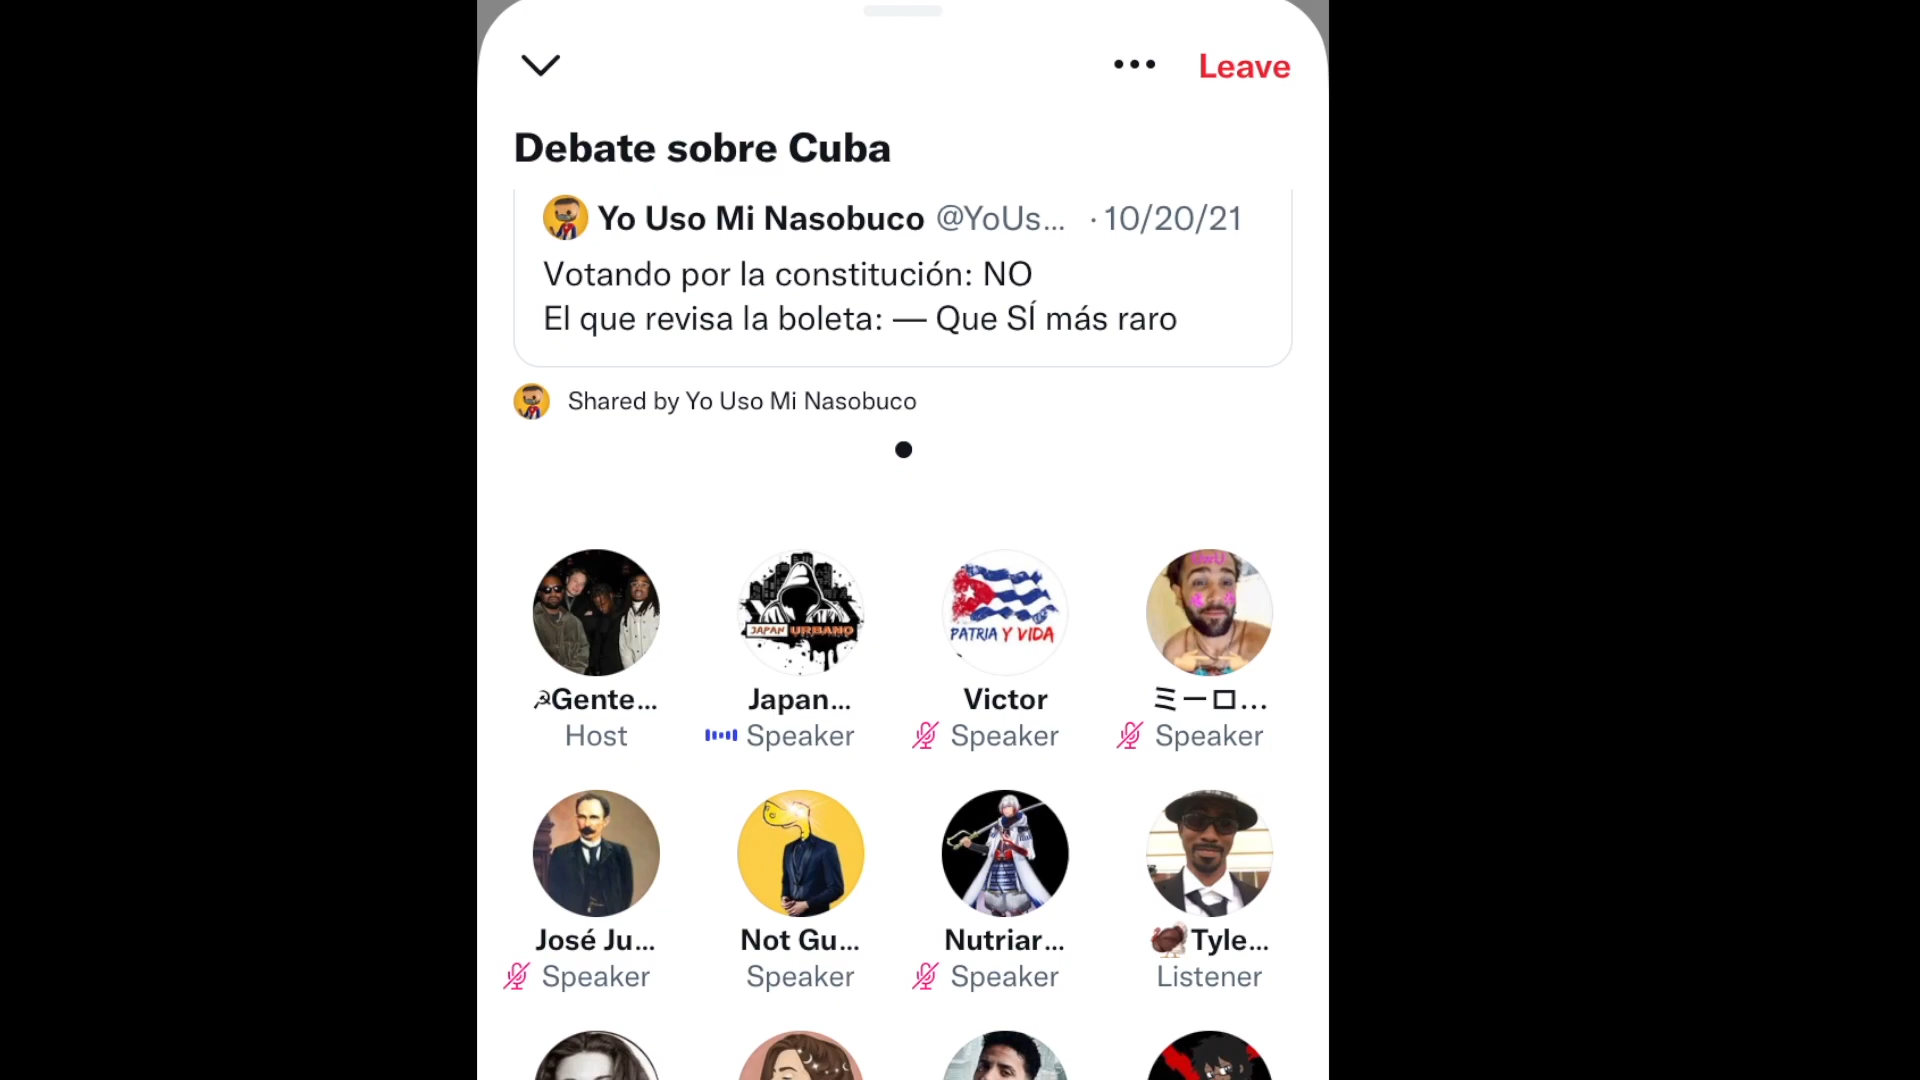 Leave
Debate sobre Cuba
Yo Uso Mi Nasobuco @YoUs... · 10/20/21
Votando por la constitución: NO
El que revisa la boleta: — Que SÍ más raro
Shared by Yo Uso Mi Nasobuco
JAPAN URBANO
PATRIA Y VIDA
UwU
☭Gente... Japan... Victor ミーロ...
Host Speaker Speaker Speaker
José Ju... Not Gu... Nutriar... 🦃Tyle...
Speaker Speaker Speaker Listener